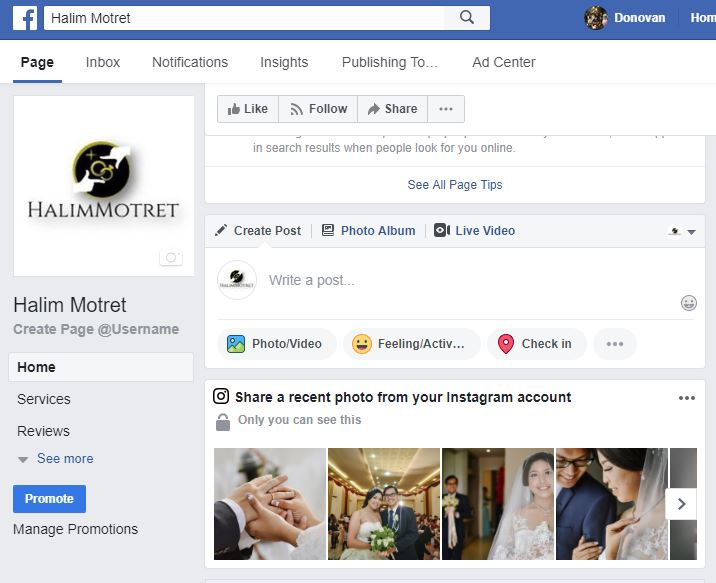 Halim Motret
Donovan
Hom
Page
Inbox
Notifications
Insights
Publishing To…
Ad Center
HALIMMOTRET
Halim Motret
Create Page @Username
Home
Services
Reviews
See more
Promote
Manage Promotions
Like
Follow
Share
in search results when people look for you online.
See All Page Tips
Create Post
Photo Album
Live Video
HALIMMOTRET
Write a post...
Photo/Video
Feeling/Activ…
Check in
Share a recent photo from your Instagram account
Only you can see this